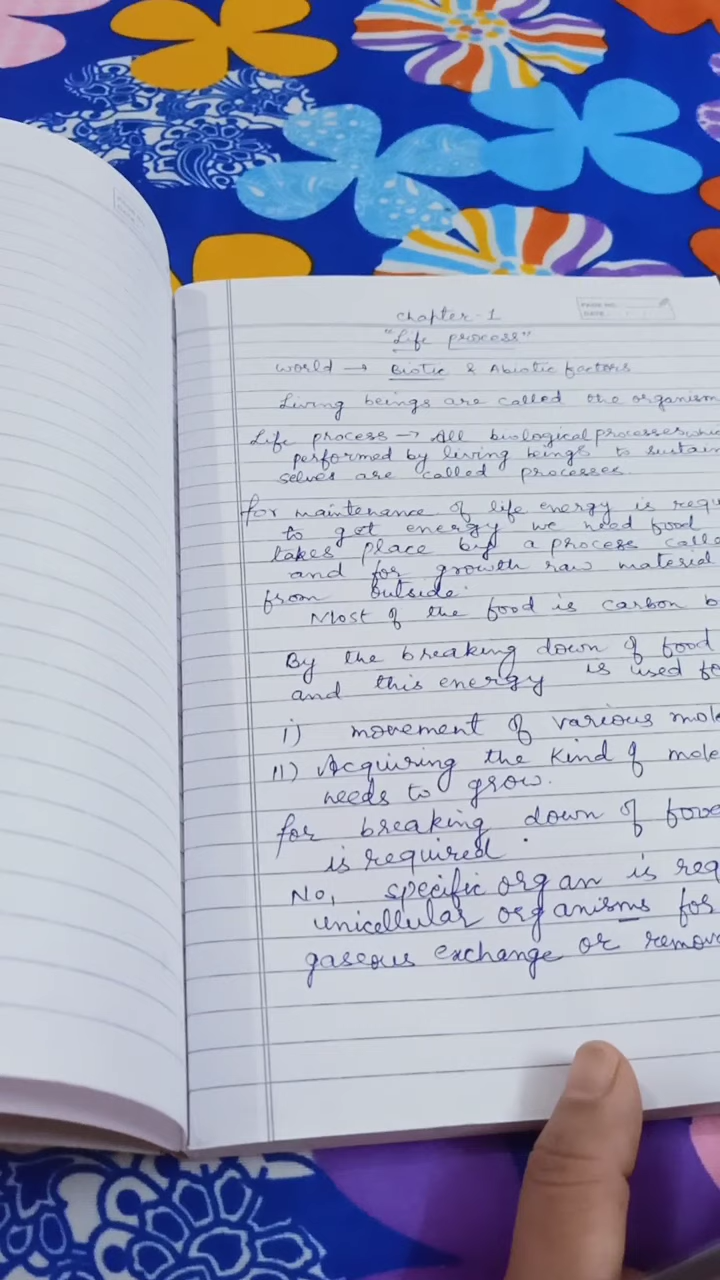 chapter-1
PAGE NO.
DATE
"Life process"
world → Biotic & Abiotic factors
Living beings are called the organism
Life process → All biological processes
performed by living beings to sustain
selves are called processes.
for maintenance of life energy is requ
to get energy we need food
takes place by a process calle
and for growth raw material
from outside.
Most of the food is carbon b
By the breaking down of food
and this energy is used fo
i) movement of various mole
11) Acquiring the kind of mole
needs to grow.
for breaking down of
is required.
No, specific organ is req
unicellular organisms for
gaseous exchange or remov